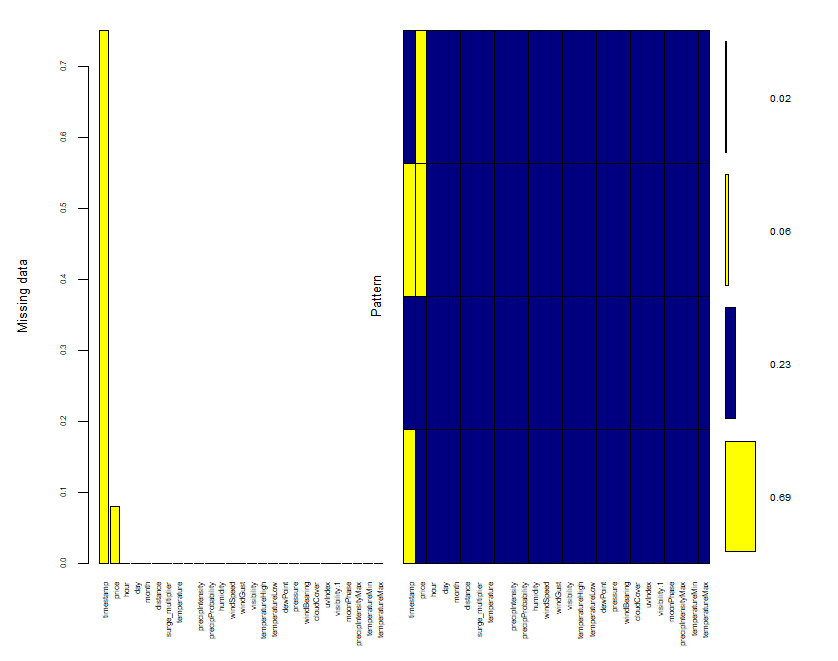 Missing data
0.7
0.6
0.5
0.4
0.3
0.2
0.1
0.0
timestamp
price
hour
day
month
distance
surge_multiplier
temperature
precipIntensity
precipProbability
humidity
windSpeed
windGust
visibility
temperatureHigh
temperatureLow
dewPoint
pressure
windBearing
cloudCover
uvIndex
visibility.1
moonPhase
precipIntensityMax
temperatureMin
temperatureMax
Pattern
timestamp
price
hour
day
month
distance
surge_multiplier
temperature
precipIntensity
precipProbability
humidity
windSpeed
windGust
visibility
temperatureHigh
temperatureLow
dewPoint
pressure
windBearing
cloudCover
uvIndex
visibility.1
moonPhase
precipIntensityMax
temperatureMin
temperatureMax
0.02
0.06
0.23
0.69